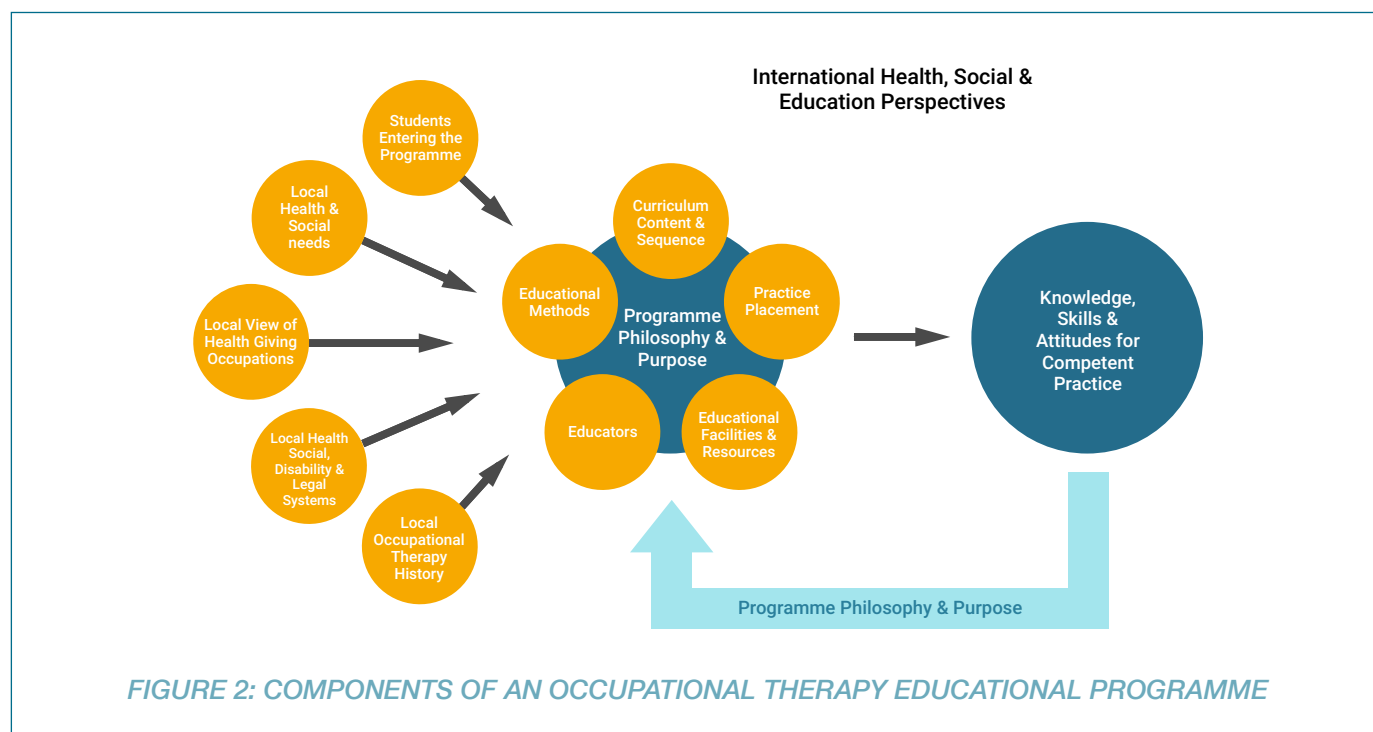 International Health, Social &
Education Perspectives
Students
Entering the
Programme
Local
Health &
Social
needs
Local View of
Health Giving
Occupations
Local Health
Social,
Disability &
Legal
Systems
Local
Occupational
Therapy
History
Curriculum
Content &
Sequence
Educational
Methods
Practice
Placement
Programme
Philosophy &
Purpose
Educators
Educational
Facilities &
Resources
Knowledge,
Skills &
Attitudes for
Competent
Practice
Programme Philosophy & Purpose
FIGURE 2: COMPONENTS OF AN OCCUPATIONAL THERAPY EDUCATIONAL PROGRAMME